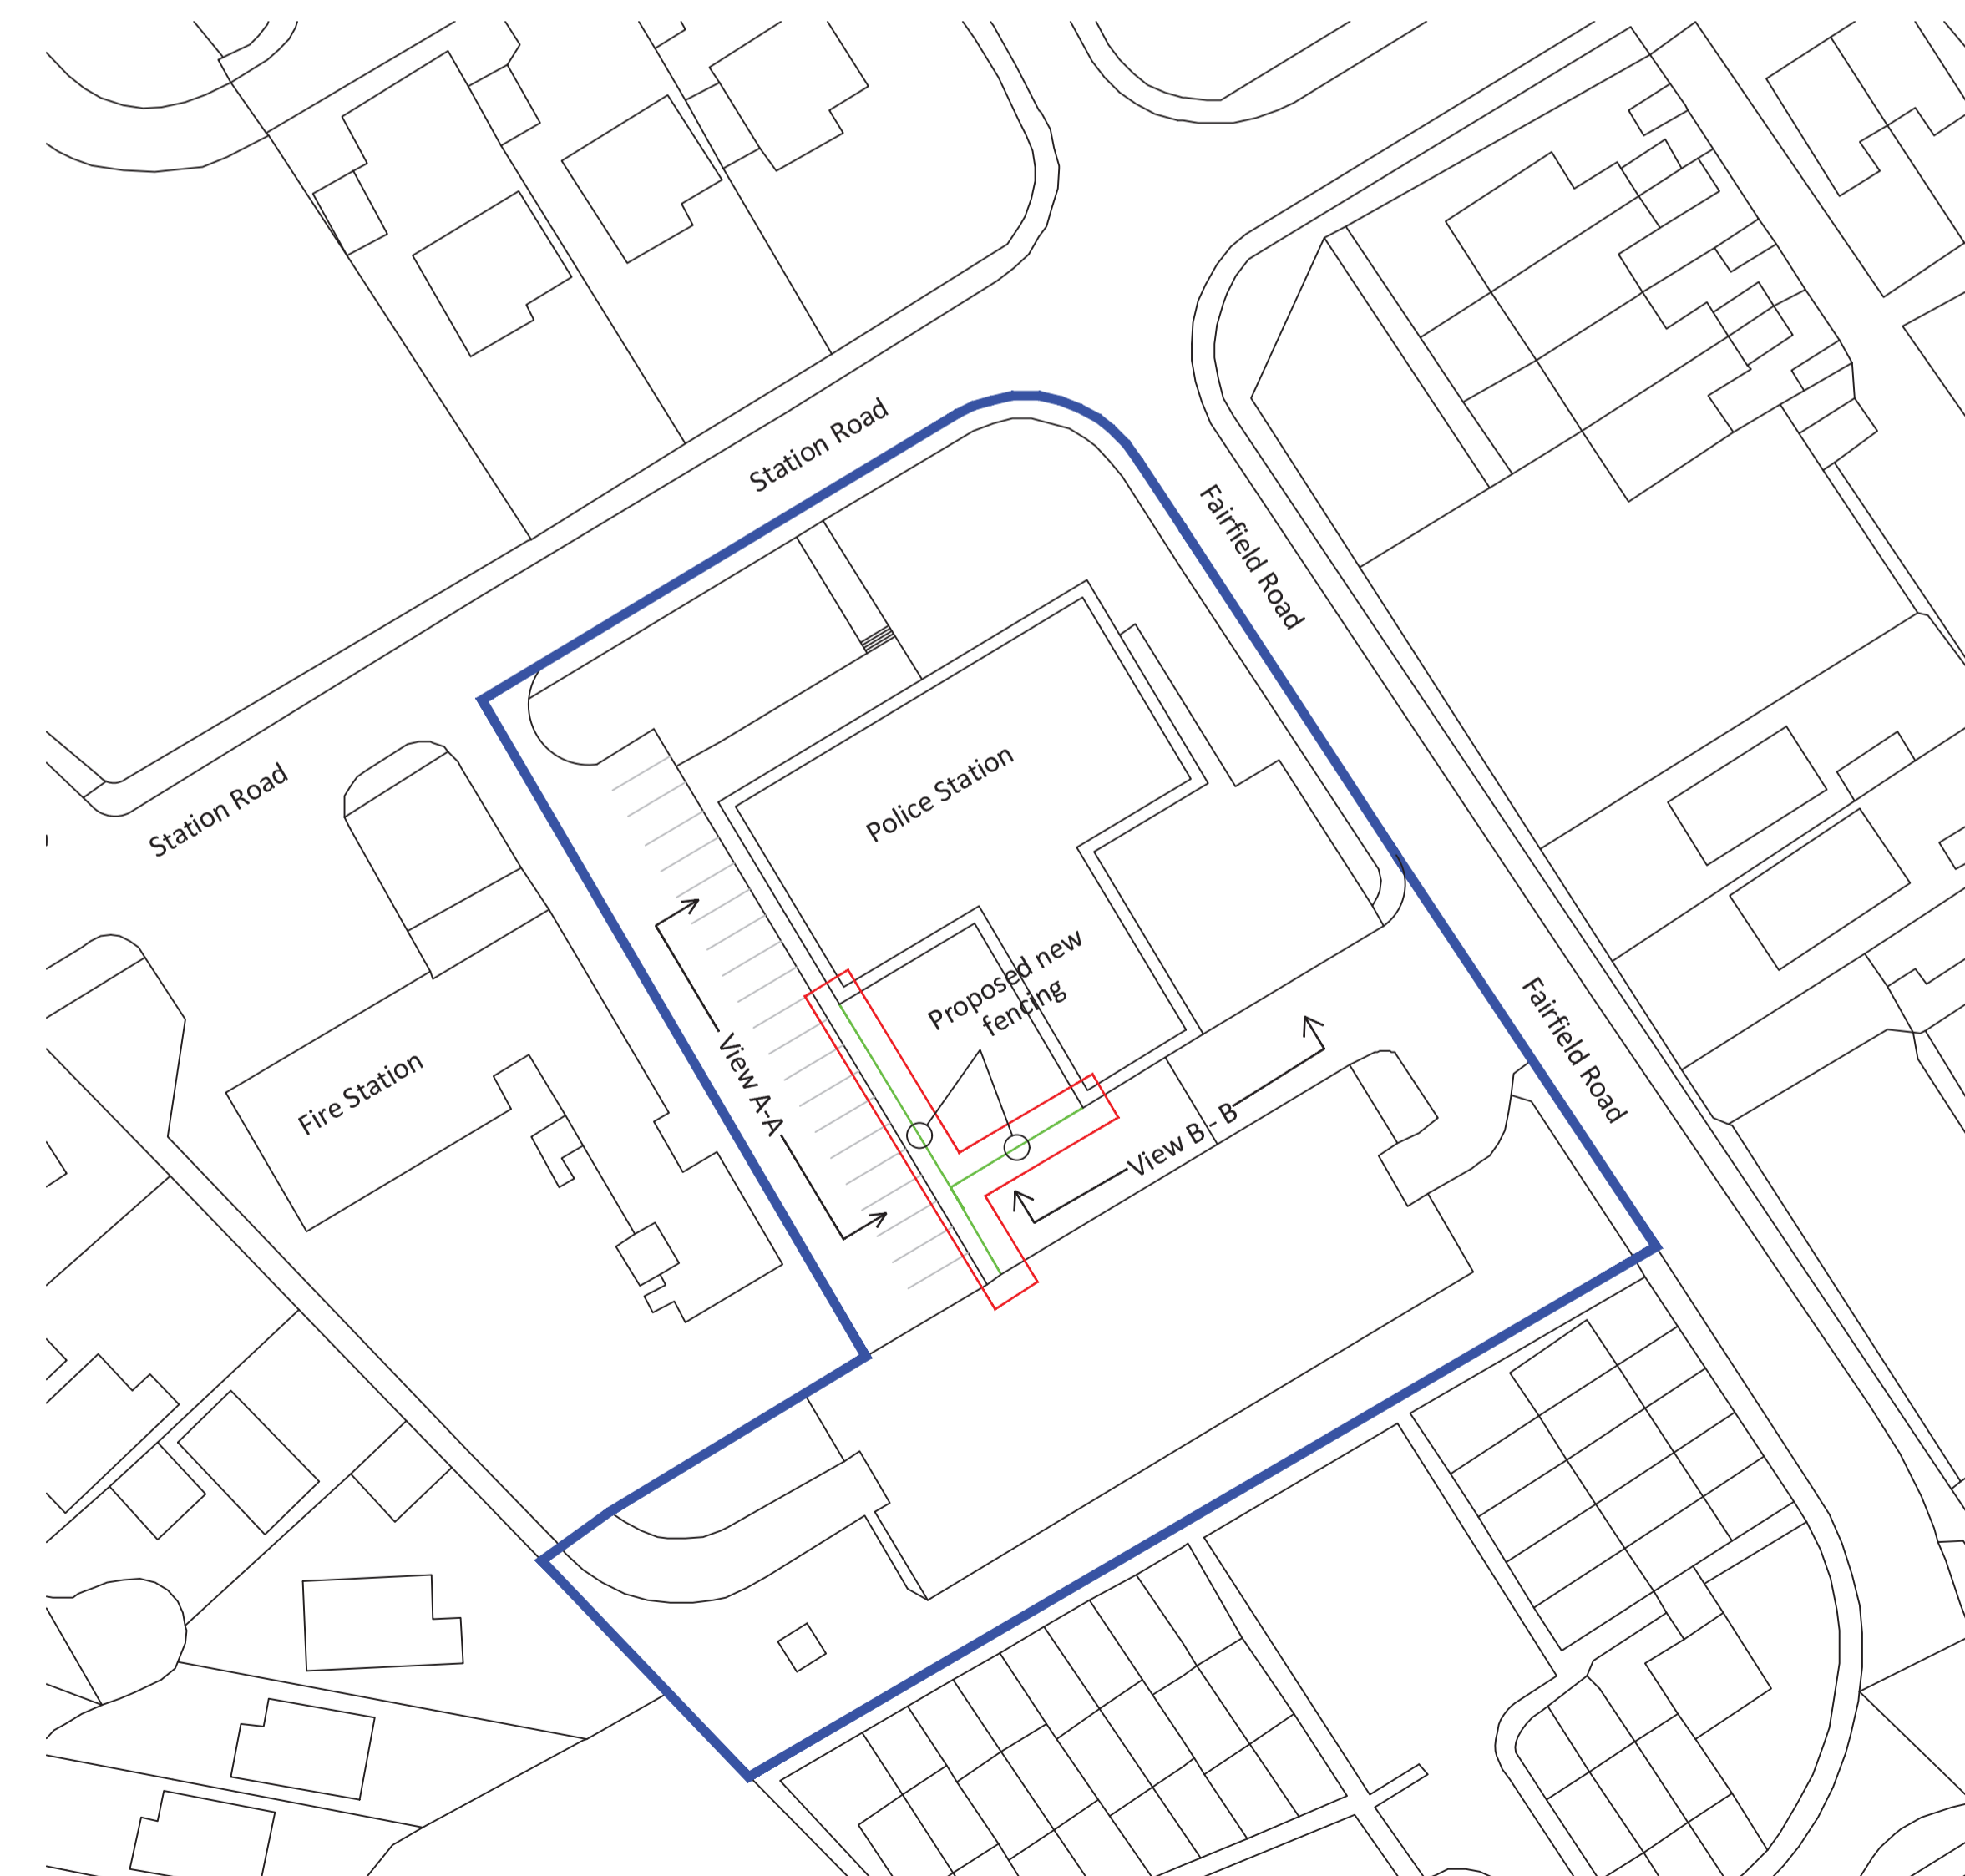 Station Road
Fairfield Road
Station Road
Police Station
Proposed new
fencing
Fire Station
View A-A
View B - B
Fairfield Road